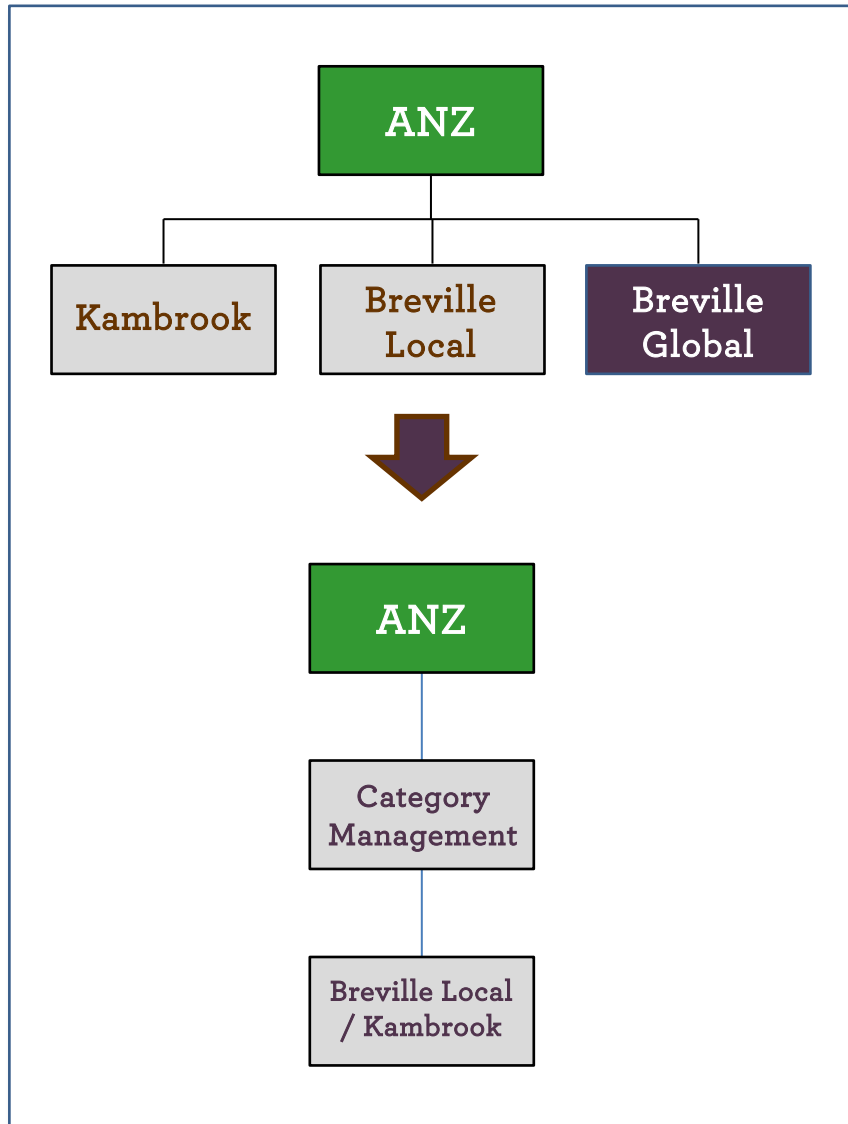 ANZ
Kambrook
Breville
Local
Breville
Global
ANZ
Category
Management
Breville Local
/ Kambrook